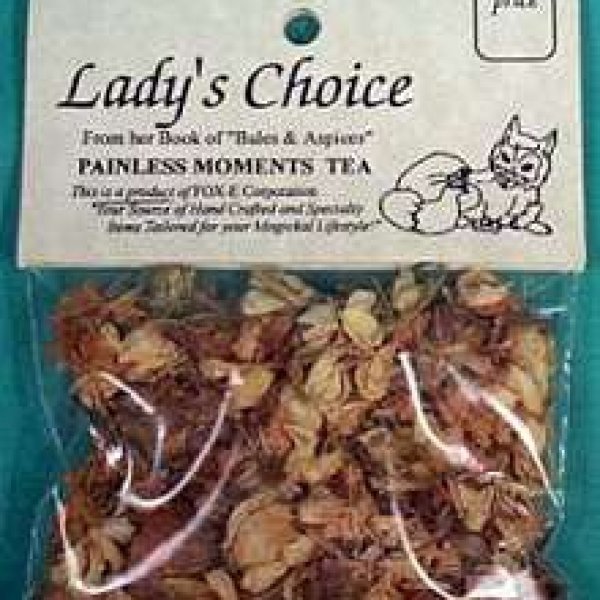 Lady's Choice
From her Book of "Bales & Aspices"
PAINLESS MOMENTS TEA
This is a product of FOX-E Corporation
"Your Source of Hand Crafted and Specialty
Items Tailored for your Magickal Lifestyle"